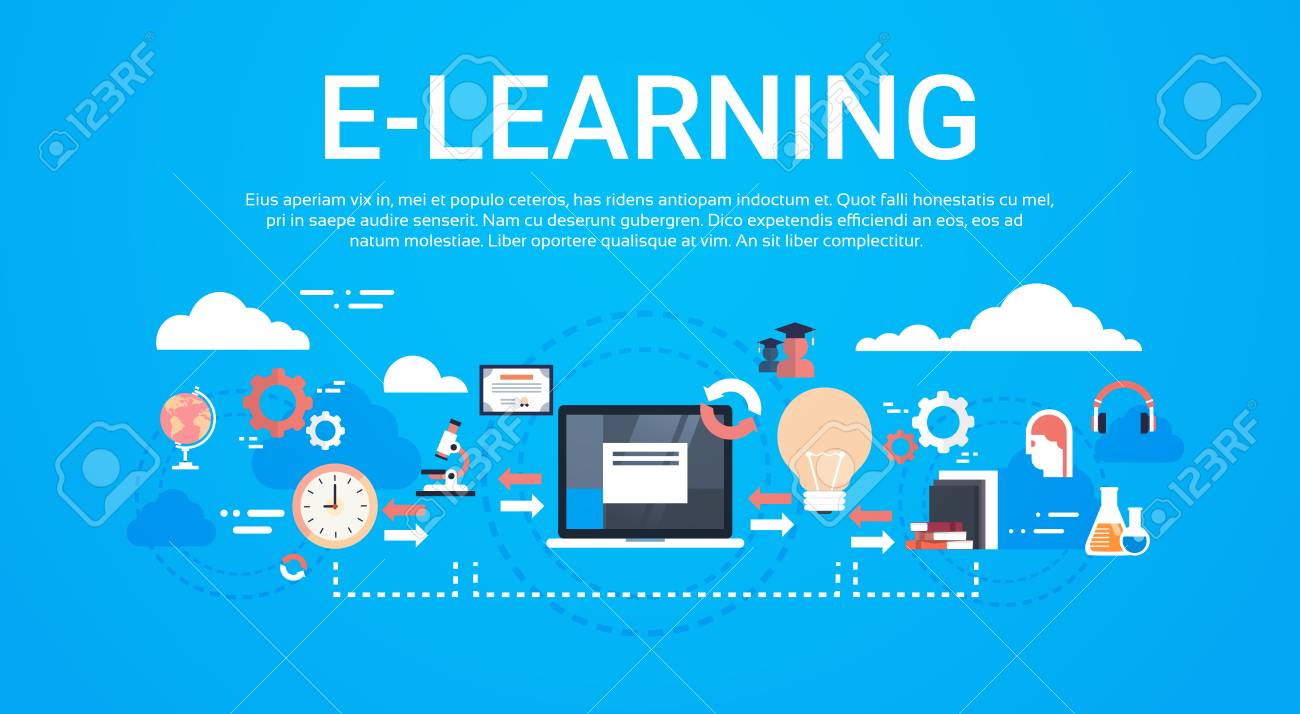 E-LEARNING
Eius aperiam vix in, mei et populo ceteros, has ridens antiopam indoctum et. Quot falli honestatis cu mel,
pri in saepe audire senserit. Nam cu deserunt gubergren. Dico expetendis efficiendi an eos, eos ad
natum molestiae. Liber oportere qualisque at vim. An sit liber complectitur.
123RF
123RF
123RF
123RF
123RF
123RF